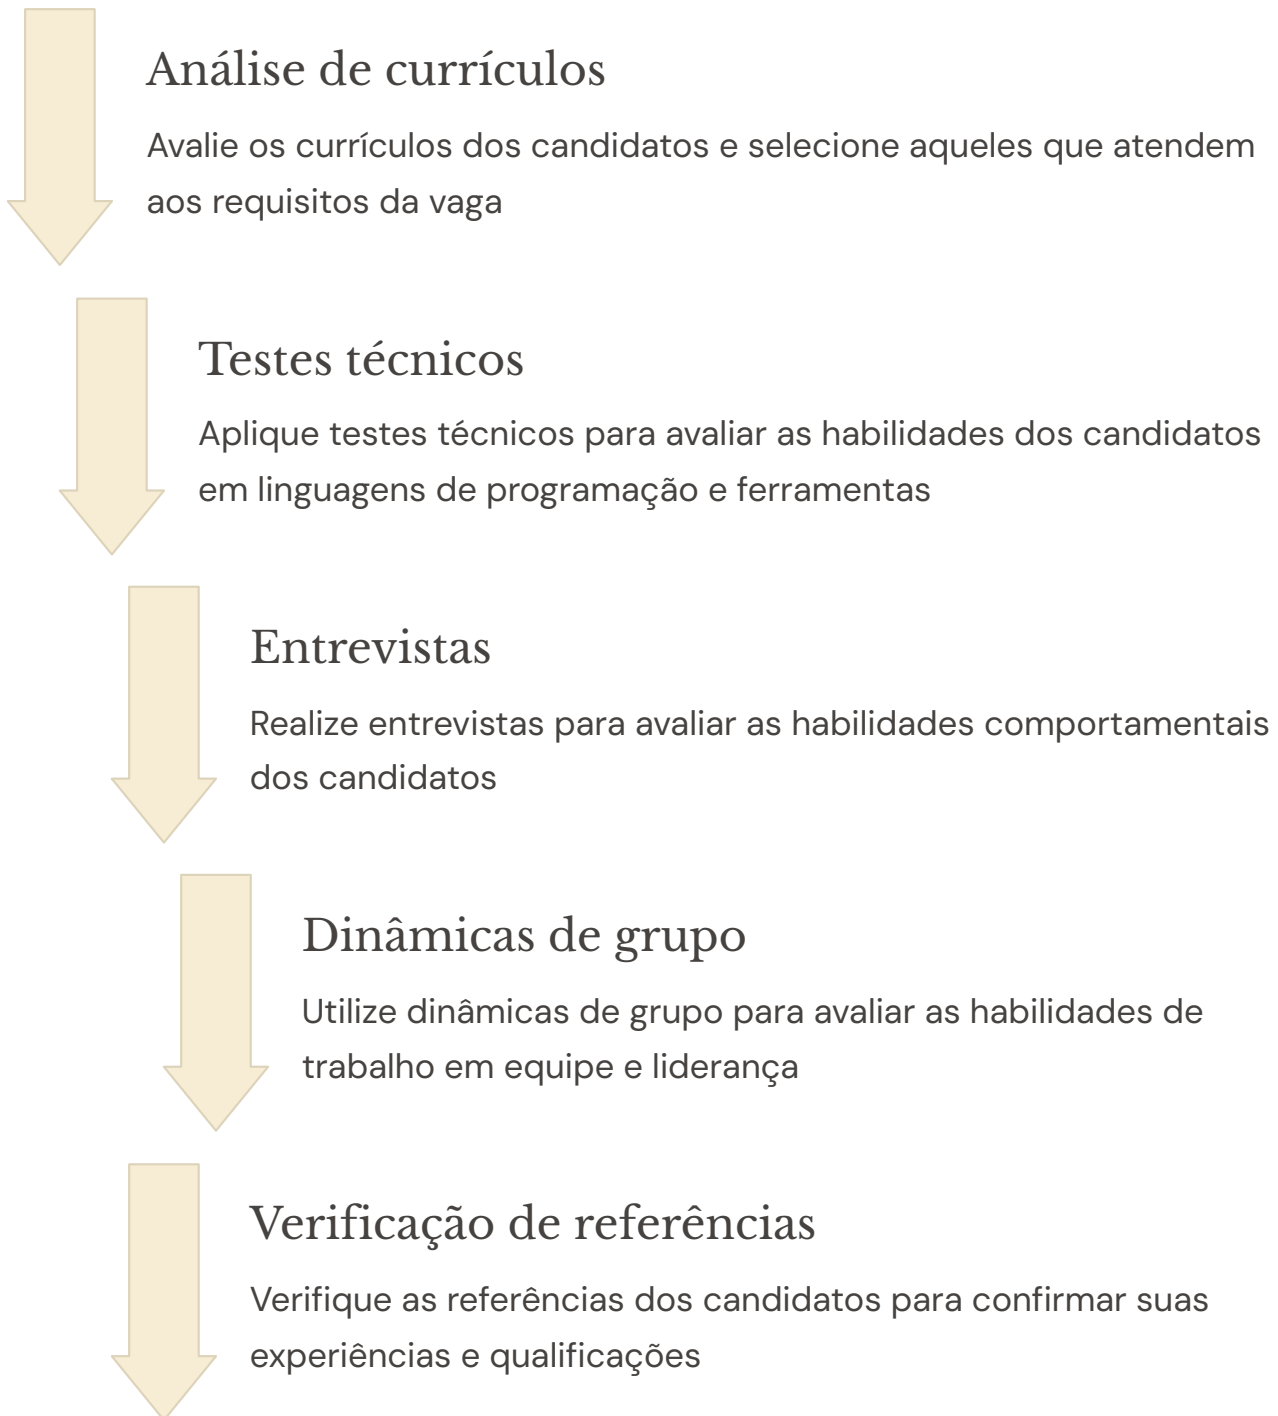 Análise de currículos
Avalie os currículos dos candidatos e selecione aqueles que atendem
aos requisitos da vaga
Testes técnicos
Aplique testes técnicos para avaliar as habilidades dos candidatos
em linguagens de programação e ferramentas
Entrevistas
Realize entrevistas para avaliar as habilidades comportamentais
dos candidatos
Dinâmicas de grupo
Utilize dinâmicas de grupo para avaliar as habilidades de
trabalho em equipe e liderança
Verificação de referências
Verifique as referências dos candidatos para confirmar suas
experiências e qualificações